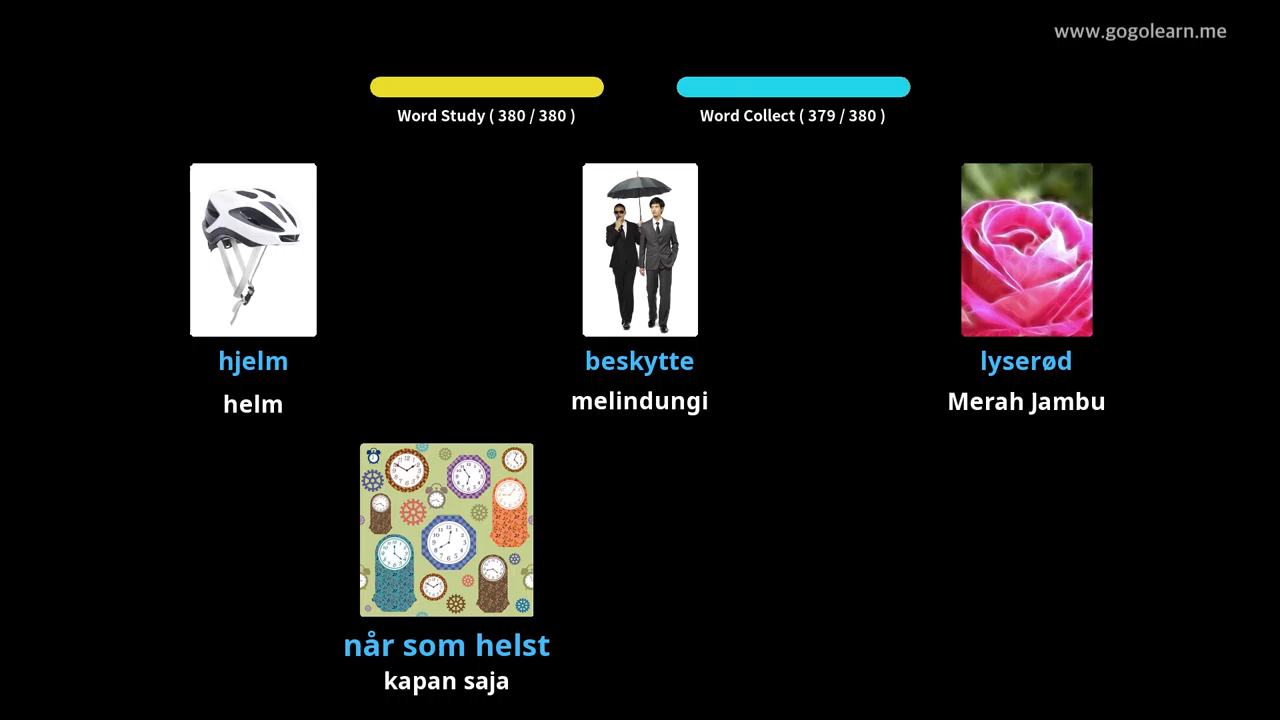 www.gogolearn.me
Word Study ( 380 / 380 )
Word Collect ( 379 / 380 )
hjelm
helm
beskytte
melindungi
lyserød
Merah Jambu
når som helst
kapan saja